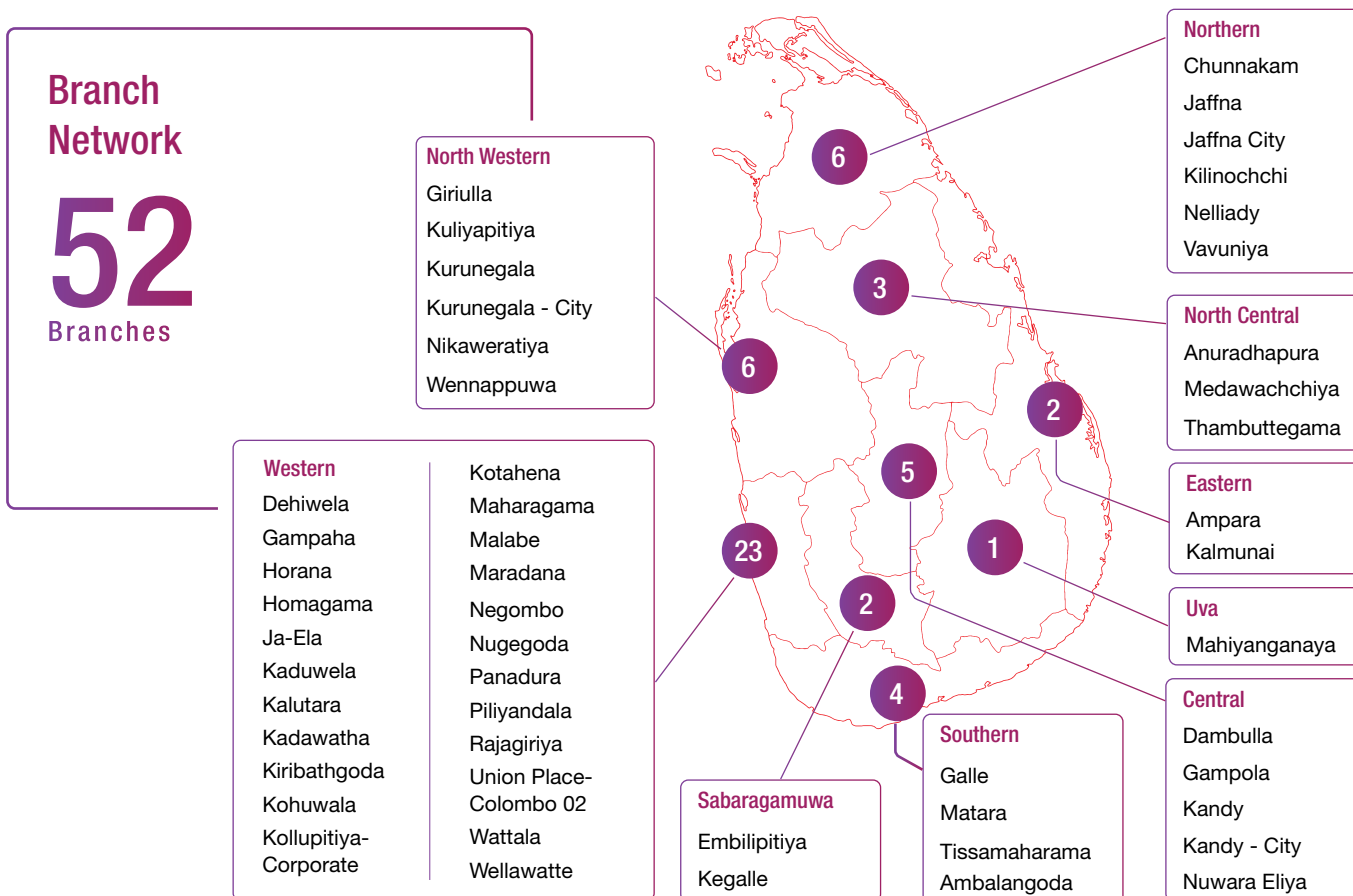 Branch
Network
52
Branches
North Western
Giriulla
Kuliyapitiya
Kurunegala
Kurunegala - City
Nikaweratiya
Wennappuwa
Western
Dehiwela
Gampaha
Horana
Homagama
Ja-Ela
Kaduwela
Kalutara
Kadawatha
Kiribathgoda
Kohuwala
Kollupitiya-
Corporate
Kotahena
Maharagama
Malabe
Maradana
Negombo
Nugegoda
Panadura
Piliyandala
Rajagiriya
Union Place-
Colombo 02
Wattala
Wellawatte
6
3
6
2
5
23
1
2
4
Sabaragamuwa
Embilipitiya
Kegalle
Southern
Galle
Matara
Tissamaharama
Ambalangoda
Northern
Chunnakam
Jaffna
Jaffna City
Kilinochchi
Nelliady
Vavuniya
North Central
Anuradhapura
Medawachchiya
Thambuttegama
Eastern
Ampara
Kalmunai
Uva
Mahiyanganaya
Central
Dambulla
Gampola
Kandy
Kandy - City
Nuwara Eliya